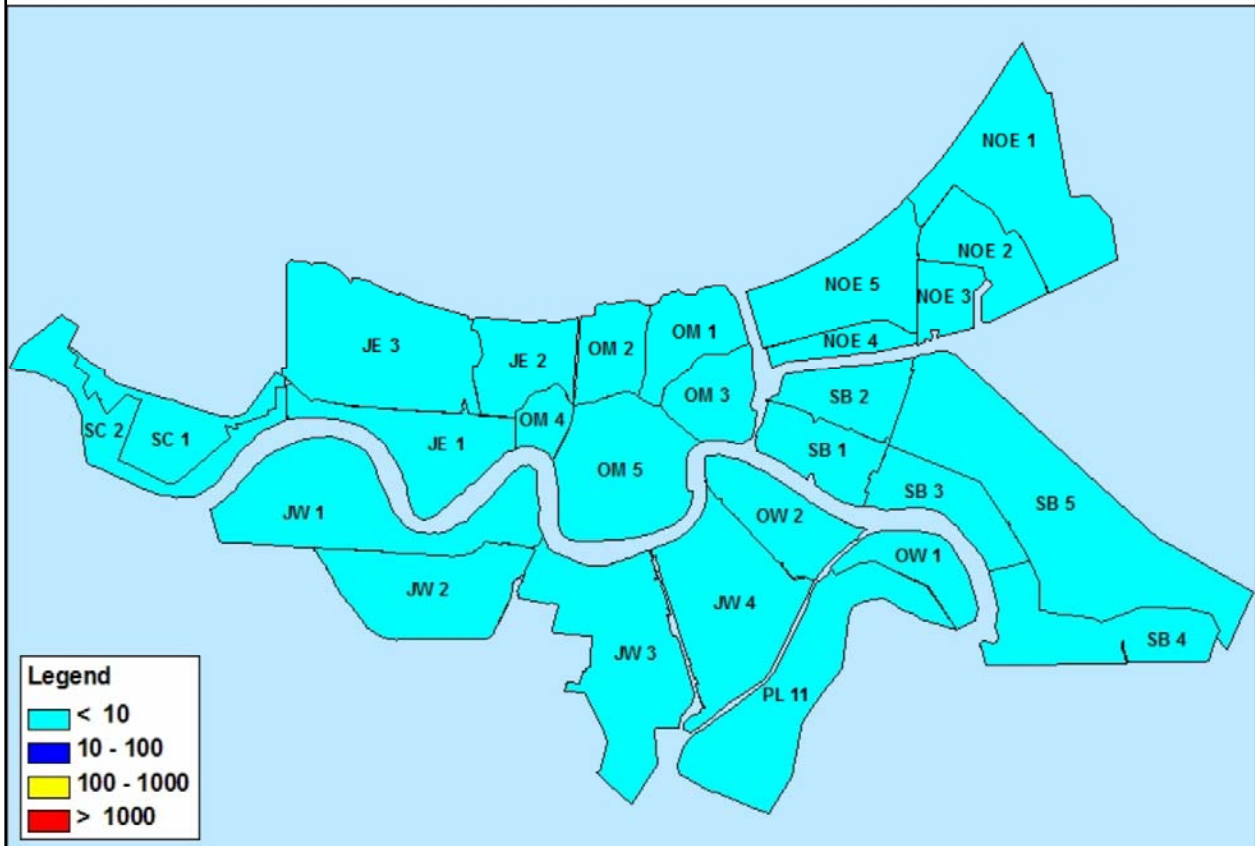 NOE 1
NOE 2
NOE 5
NOE 3
OM 1
NOE 4
JE 3
OM 2
JE 2
OM 3
SB 2
OM 4
SC 2
SC 1
JE 1
SB 1
OM 5
SB 3
SB 5
JW 1
OW 2
OW 1
JW 2
JW 4
SB 4
JW 3
PL 11
Legend
< 10
10 - 100
100 - 1000
> 1000